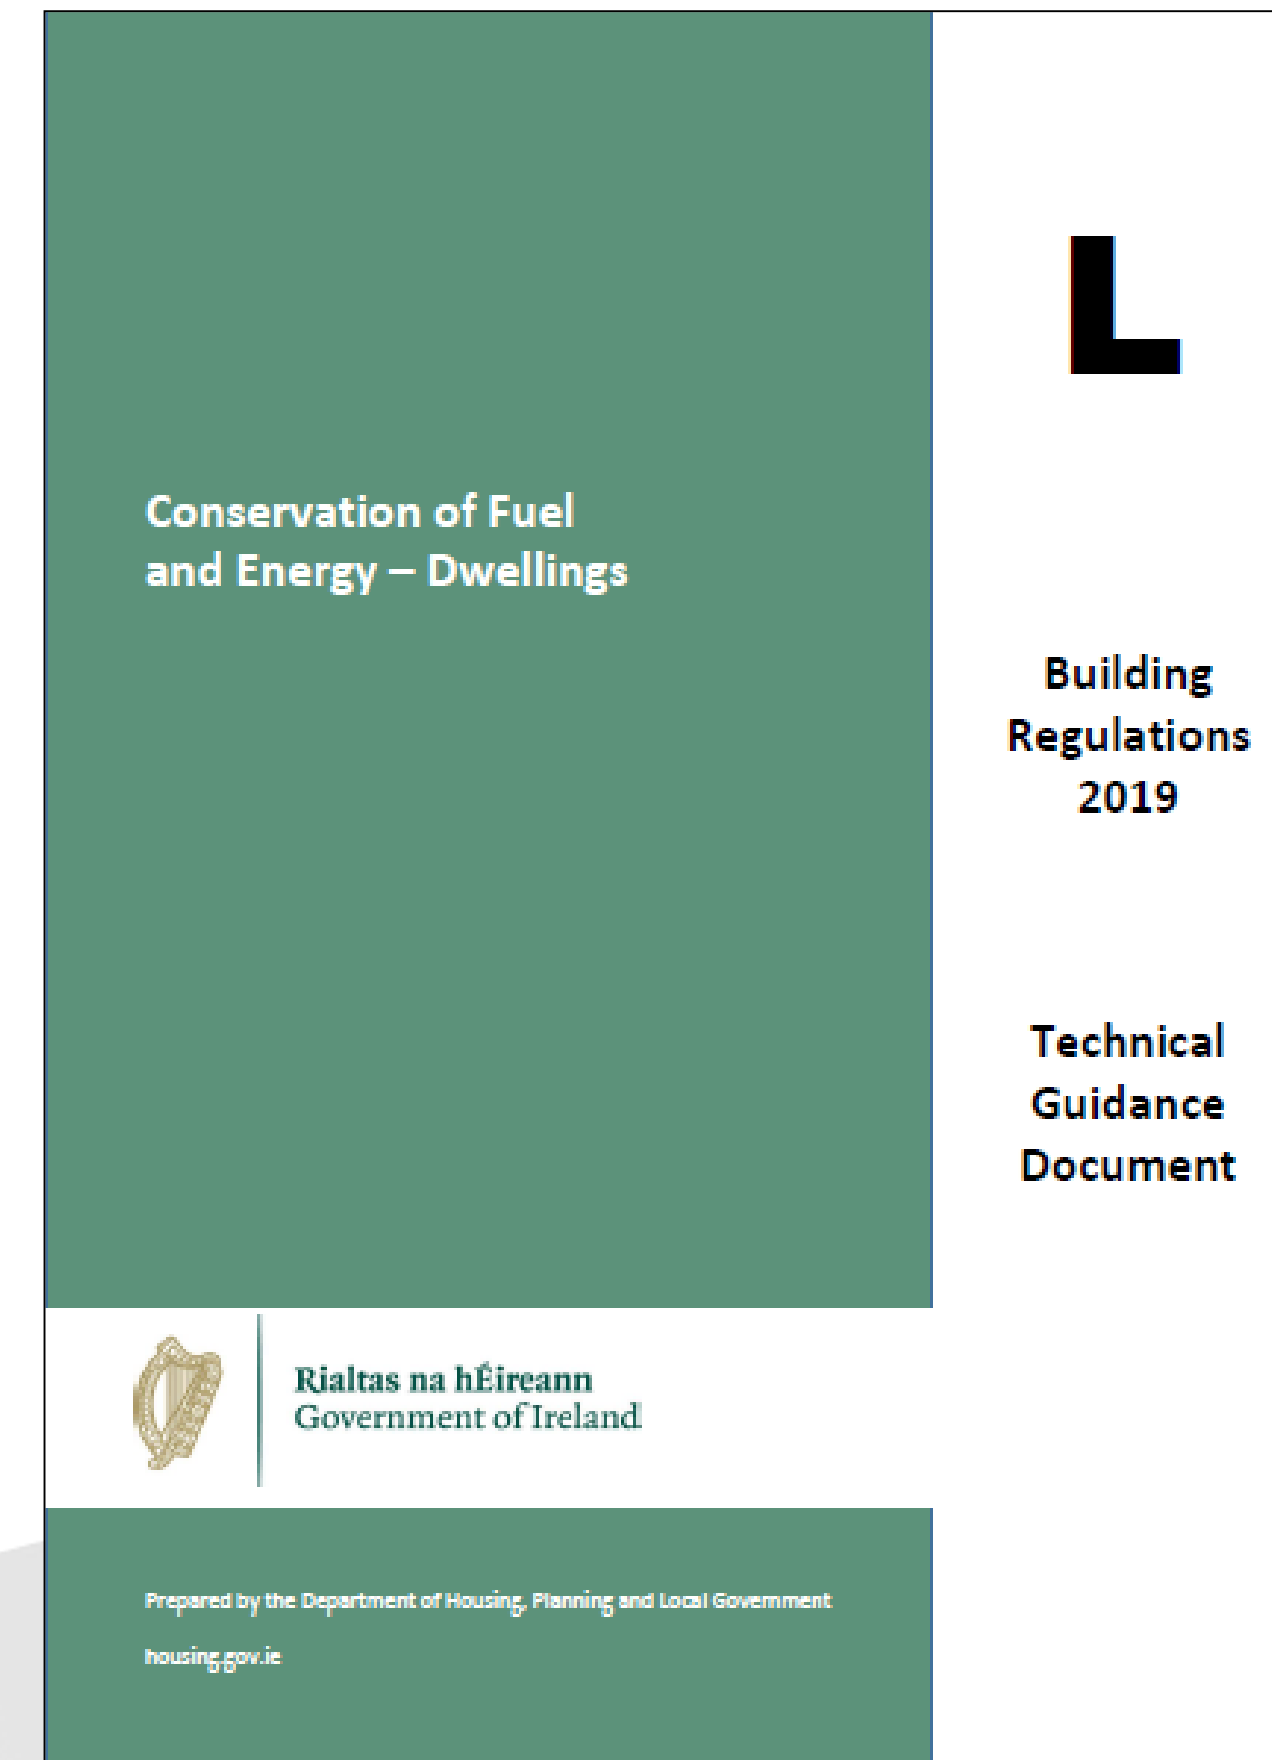 L
Conservation of Fuel
and Energy – Dwellings
Building
Regulations
2019
Technical
Guidance
Document
Rialtas na hÉireann
Government of Ireland
Prepared by the Department of Housing, Planning and Local Government
housing.gov.ie